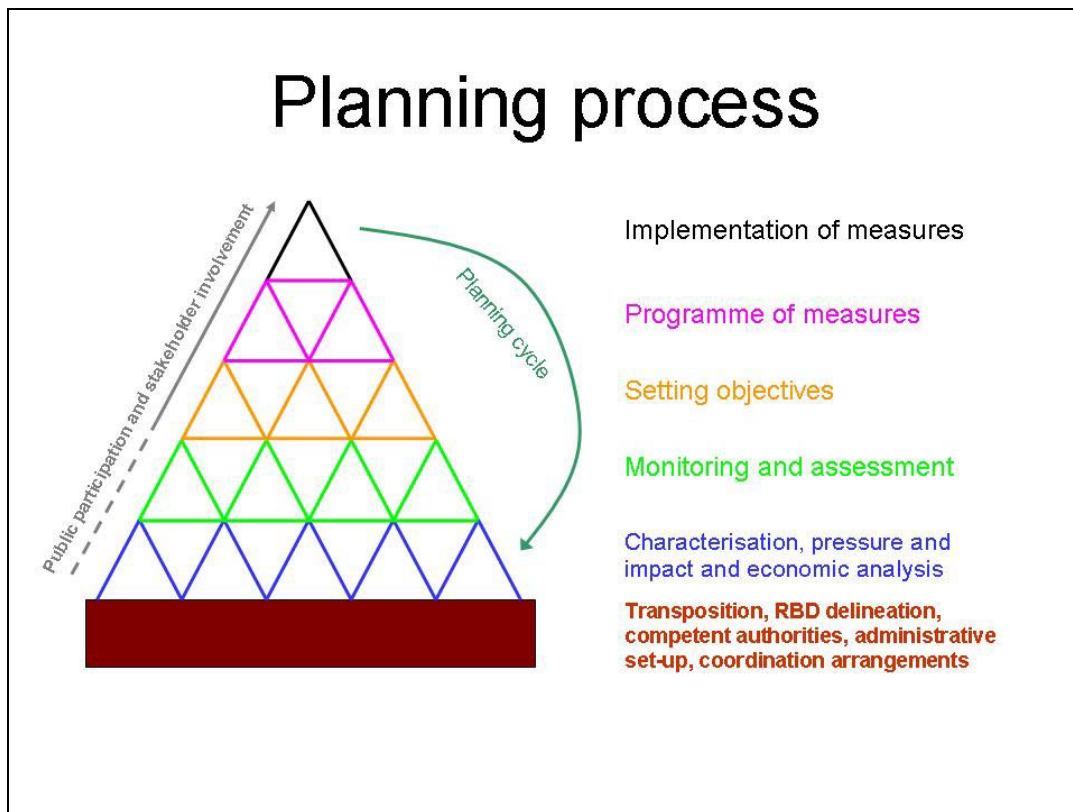 Planning process
Public participation and stakeholder involvement
Planning cycle
Implementation of measures
Programme of measures
Setting objectives
Monitoring and assessment
Characterisation, pressure and
impact and economic analysis
Transposition, RBD delineation,
competent authorities, administrative
set-up, coordination arrangements